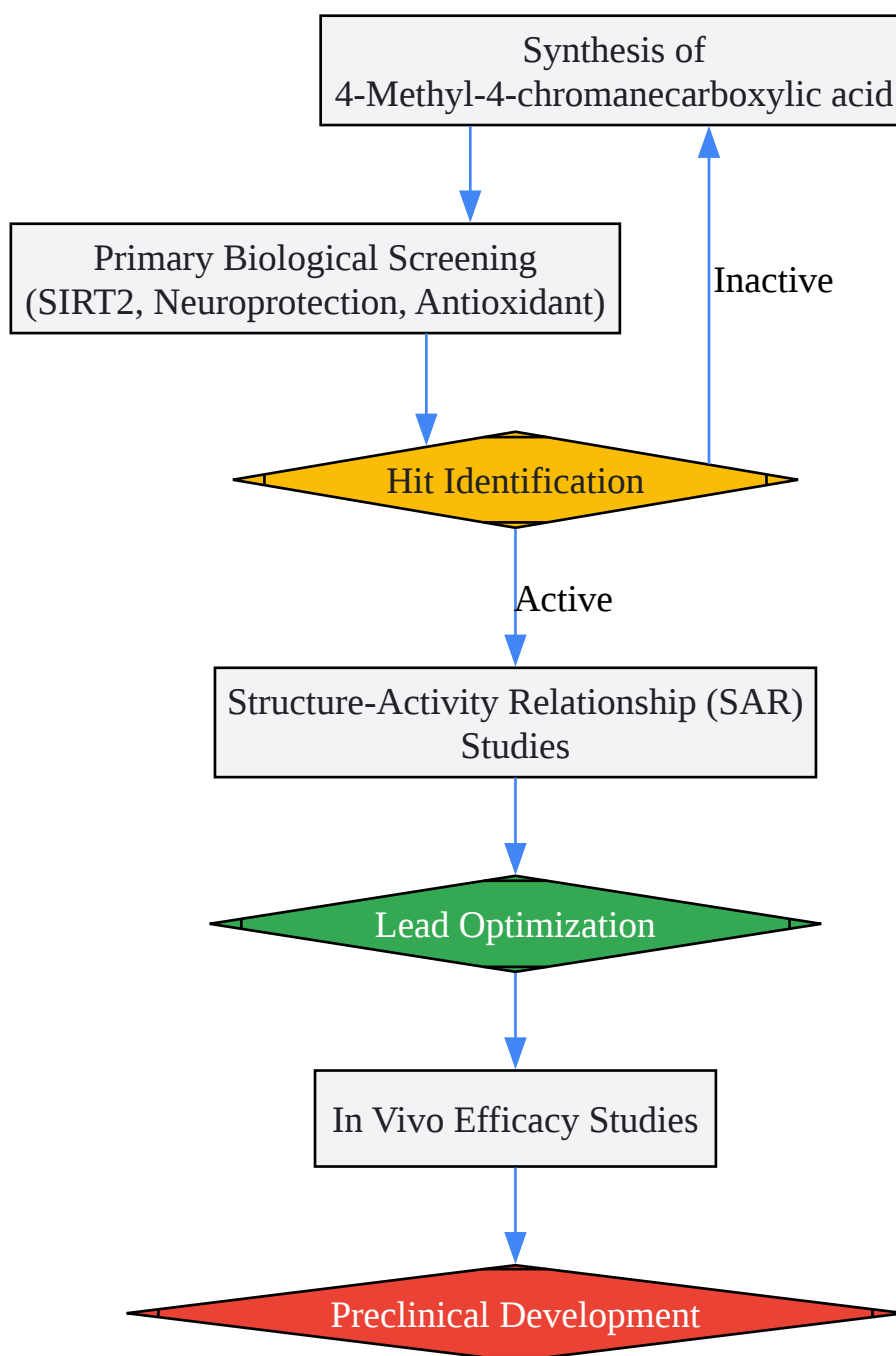 Synthesis of
4-Methyl-4-chromanecarboxylic acid
Primary Biological Screening
(SIRT2, Neuroprotection, Antioxidant)
Inactive
Hit Identification
Active
Structure-Activity Relationship (SAR)
Studies
Lead Optimization
In Vivo Efficacy Studies
Preclinical Development